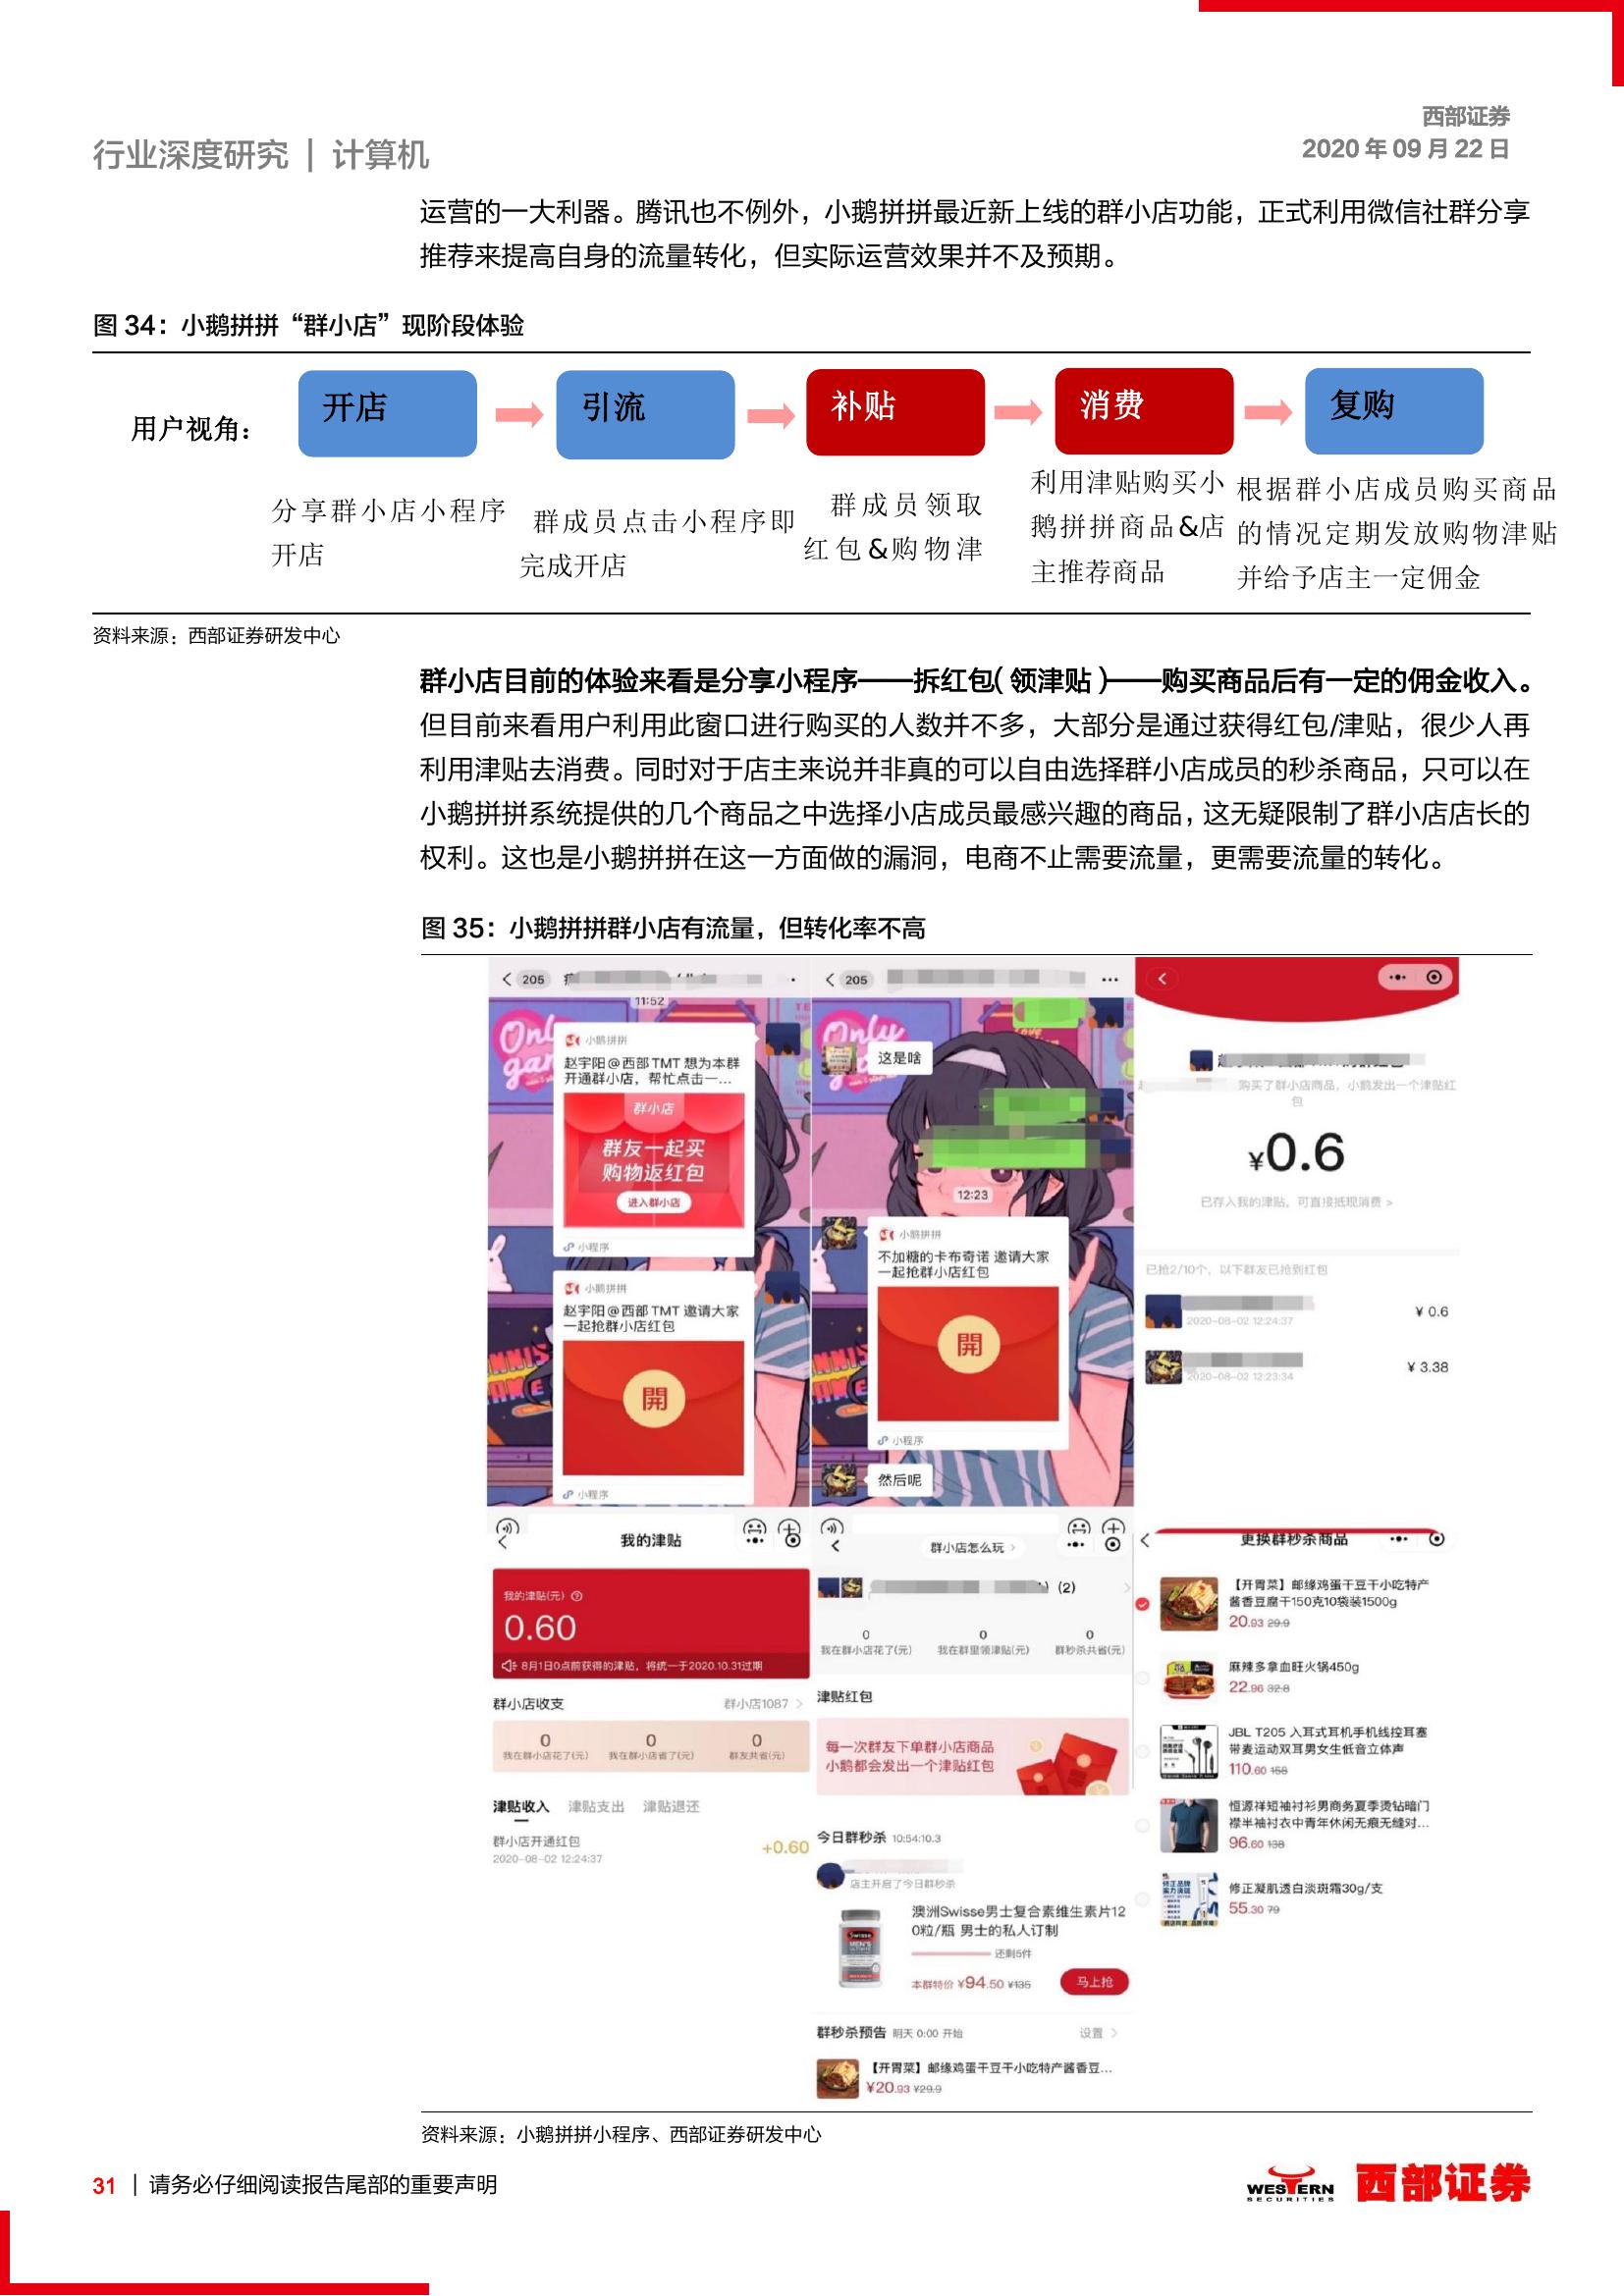 西部证券
行业深度研究 | 计算机
2020 年 09 月 22 日
运营的一大利器。腾讯也不例外，小鹅拼拼最近新上线的群小店功能，正式利用微信社群分享
推荐来提高自身的流量转化，但实际运营效果并不及预期。
图 34：小鹅拼拼“群小店”现阶段体验
用户视角：
开店
引流
补贴
消费
复购
分享群小店小程序
开店
群成员点击小程序即
完成开店
群成员领取
红包&购物津
利用津贴购买小
鹅拼拼商品&店
主推荐商品
根据群小店成员购买商品
的情况定期发放购物津贴
并给予店主一定佣金
资料来源：西部证券研发中心
群小店目前的体验来看是分享小程序——拆红包（领津贴）——购买商品后有一定的佣金收入。
但目前来看用户利用此窗口进行购买的人数并不多，大部分是通过获得红包/津贴，很少人再
利用津贴去消费。同时对于店主来说并非真的可以自由选择群小店成员的秒杀商品，只可以在
小鹅拼拼系统提供的几个商品之中选择小店成员最感兴趣的商品，这无疑限制了群小店店长的
权利。这也是小鹅拼拼在这一方面做的漏洞，电商不止需要流量，更需要流量的转化。
图 35：小鹅拼拼群小店有流量，但转化率不高
205
11:52
小鹅拼拼
赵宇阳@西部 TMT 想为本群
开通群小店，帮忙点击一...
群小店
群友一起买
购物返红包
进入群小店
小程序
小鹅拼拼
赵宇阳@西部 TMT 邀请大家
一起抢群小店红包
開
小程序
205
Only
这是啥
12:23
小鹅拼拼
不加糖的卡布奇诺 邀请大家
一起抢群小店红包
開
小程序
然后呢
购买了群小店商品，小鹅发出一个津贴红
包
¥0.6
已存入我的津贴，可直接抵现消费 >
已抢2/10个，以下群友已抢到红包
¥ 0.6
2020-08-02 12:24:37
¥ 3.38
2020-08-02 12:23:34
我的津贴
我的津贴(元)
0.60
8月1日0点前获得的津贴，将统一于2020.10.31过期
群小店收支
群小店1087 >
0 0 0
我在群小店花了(元) 我在群小店省了(元) 群友共省(元)
津贴收入 津贴支出 津贴退还
群小店开通红包
+0.60
2020-08-02 12:24:37
群小店怎么玩 >
(2)
0 0 0
我在群小店花了(元) 我在群里领津贴(元) 群秒杀共省(元)
津贴红包
每一次群友下单群小店商品
小鹅都会发出一个津贴红包
今日群秒杀 10:54:10.3
店主开启了今日群秒杀
澳洲Swisse男士复合素维生素片12
0粒/瓶 男士的私人订制
还剩5件
本群特价 ¥94.50 ¥135
马上抢
群秒杀预告 明天 0:00 开始
设置 >
【开胃菜】邮缘鸡蛋干豆干小吃特产酱香豆...
¥20.93 ¥29.9
更换群秒杀商品
【开胃菜】邮缘鸡蛋干豆干小吃特产
酱香豆腐干150克10袋装1500g
20.93 29.9
麻辣多拿血旺火锅450g
22.96 32.8
JBL T205 入耳式耳机手机线控耳塞
带麦运动双耳男女生低音立体声
110.60 158
恒源祥短袖衬衫男商务夏季烫钻暗门
襟半袖衬衣中青年休闲无痕无缝对...
96.60 138
修正凝肌透白淡斑霜30g/支
55.30 79
资料来源：小鹅拼拼小程序、西部证券研发中心
31 | 请务必仔细阅读报告尾部的重要声明
WESTERN
SECURITIES
西部证券